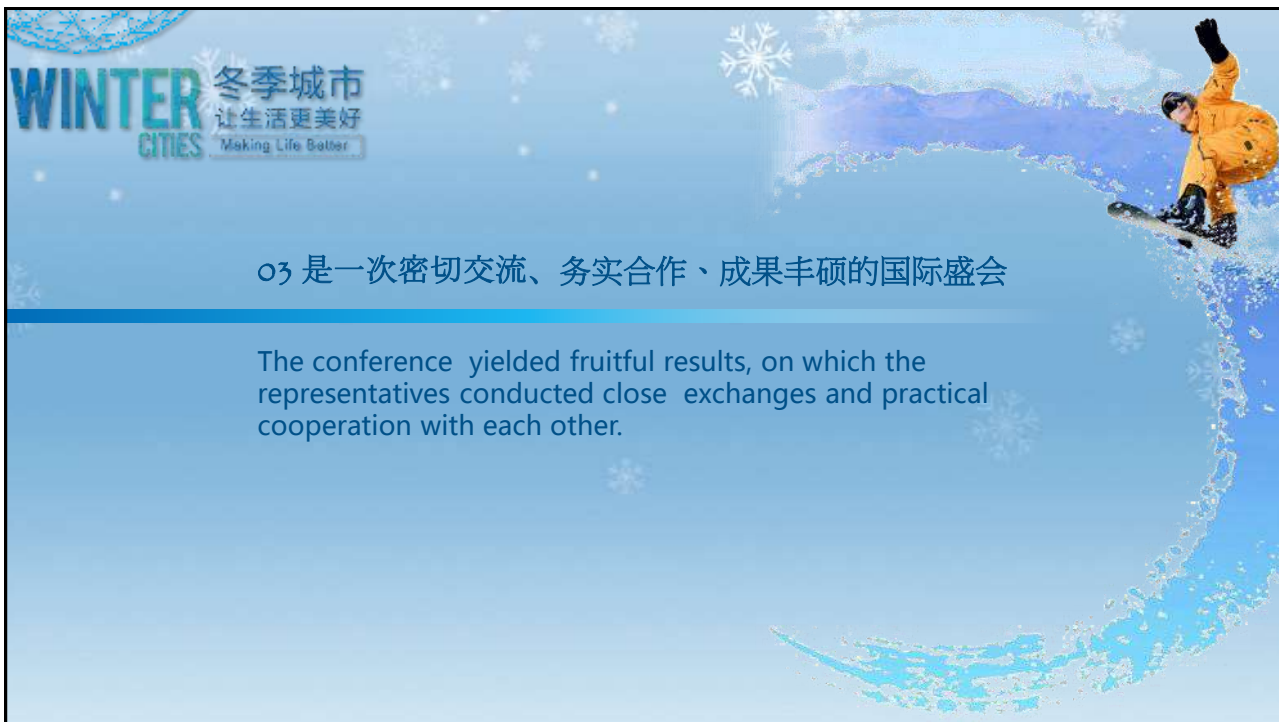 WINTER 冬季城市
让生活更美好
CITIES Making Life Better
03 是一次密切交流、务实合作、成果丰硕的国际盛会
The conference yielded fruitful results, on which the
representatives conducted close exchanges and practical
cooperation with each other.